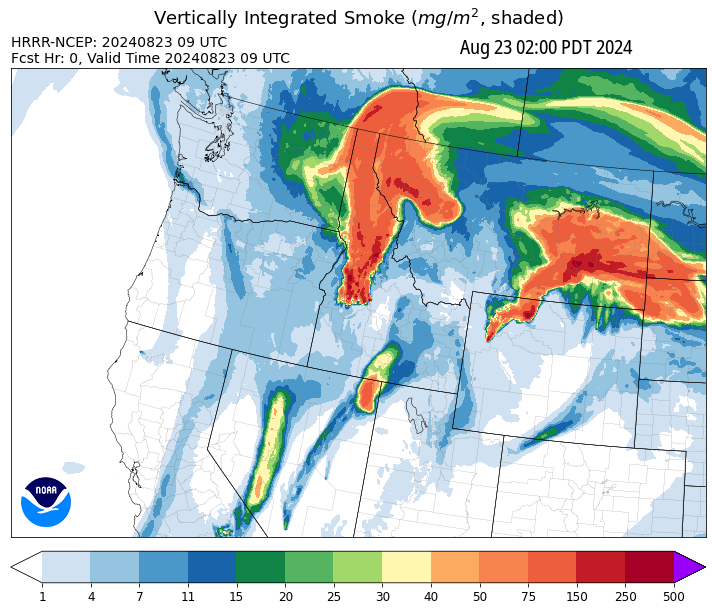 Vertically Integrated Smoke (mg/m², shaded)
HRRR-NCEP: 20240823 09 UTC
Fcst Hr: 0, Valid Time 20240823 09 UTC
Aug 23 02:00 PDT 2024
NOAA
1 4 7 11 15 20 25 30 40 50 75 150 250 500